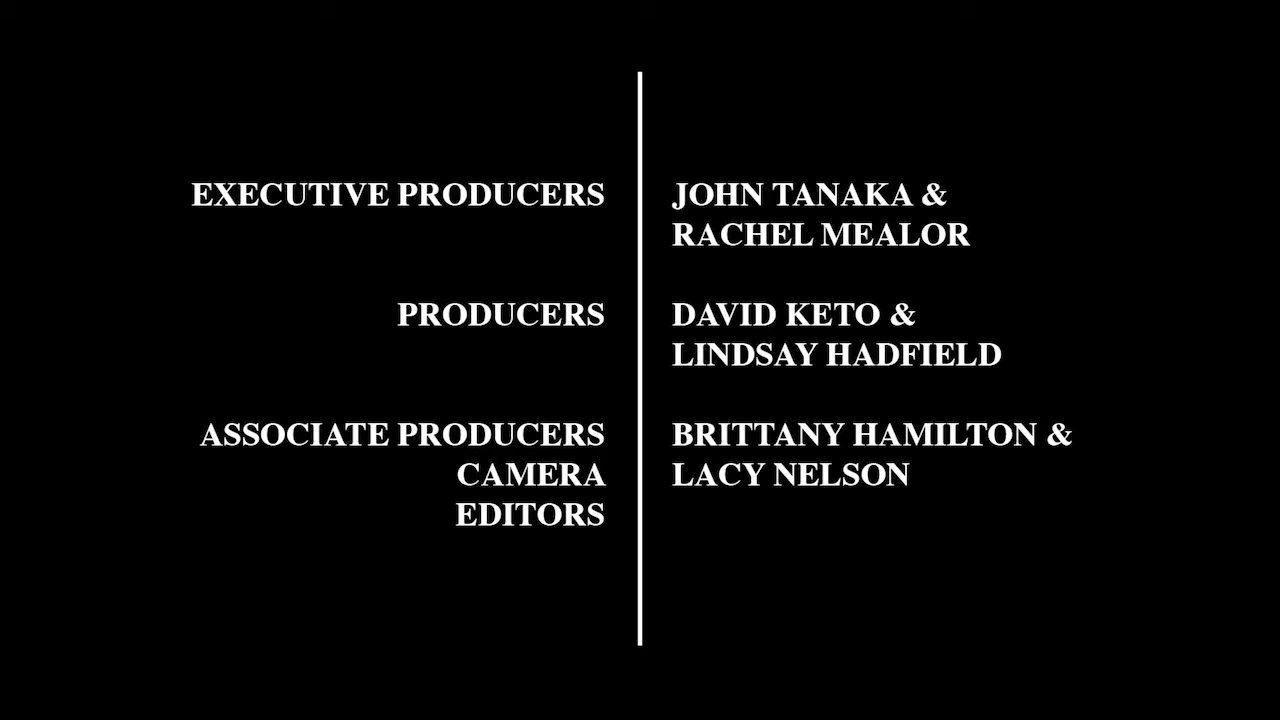 EXECUTIVE PRODUCERS
JOHN TANAKA &
RACHEL MEALOR
PRODUCERS
DAVID KETO &
LINDSAY HADFIELD
ASSOCIATE PRODUCERS
CAMERA
EDITORS
BRITTANY HAMILTON &
LACY NELSON